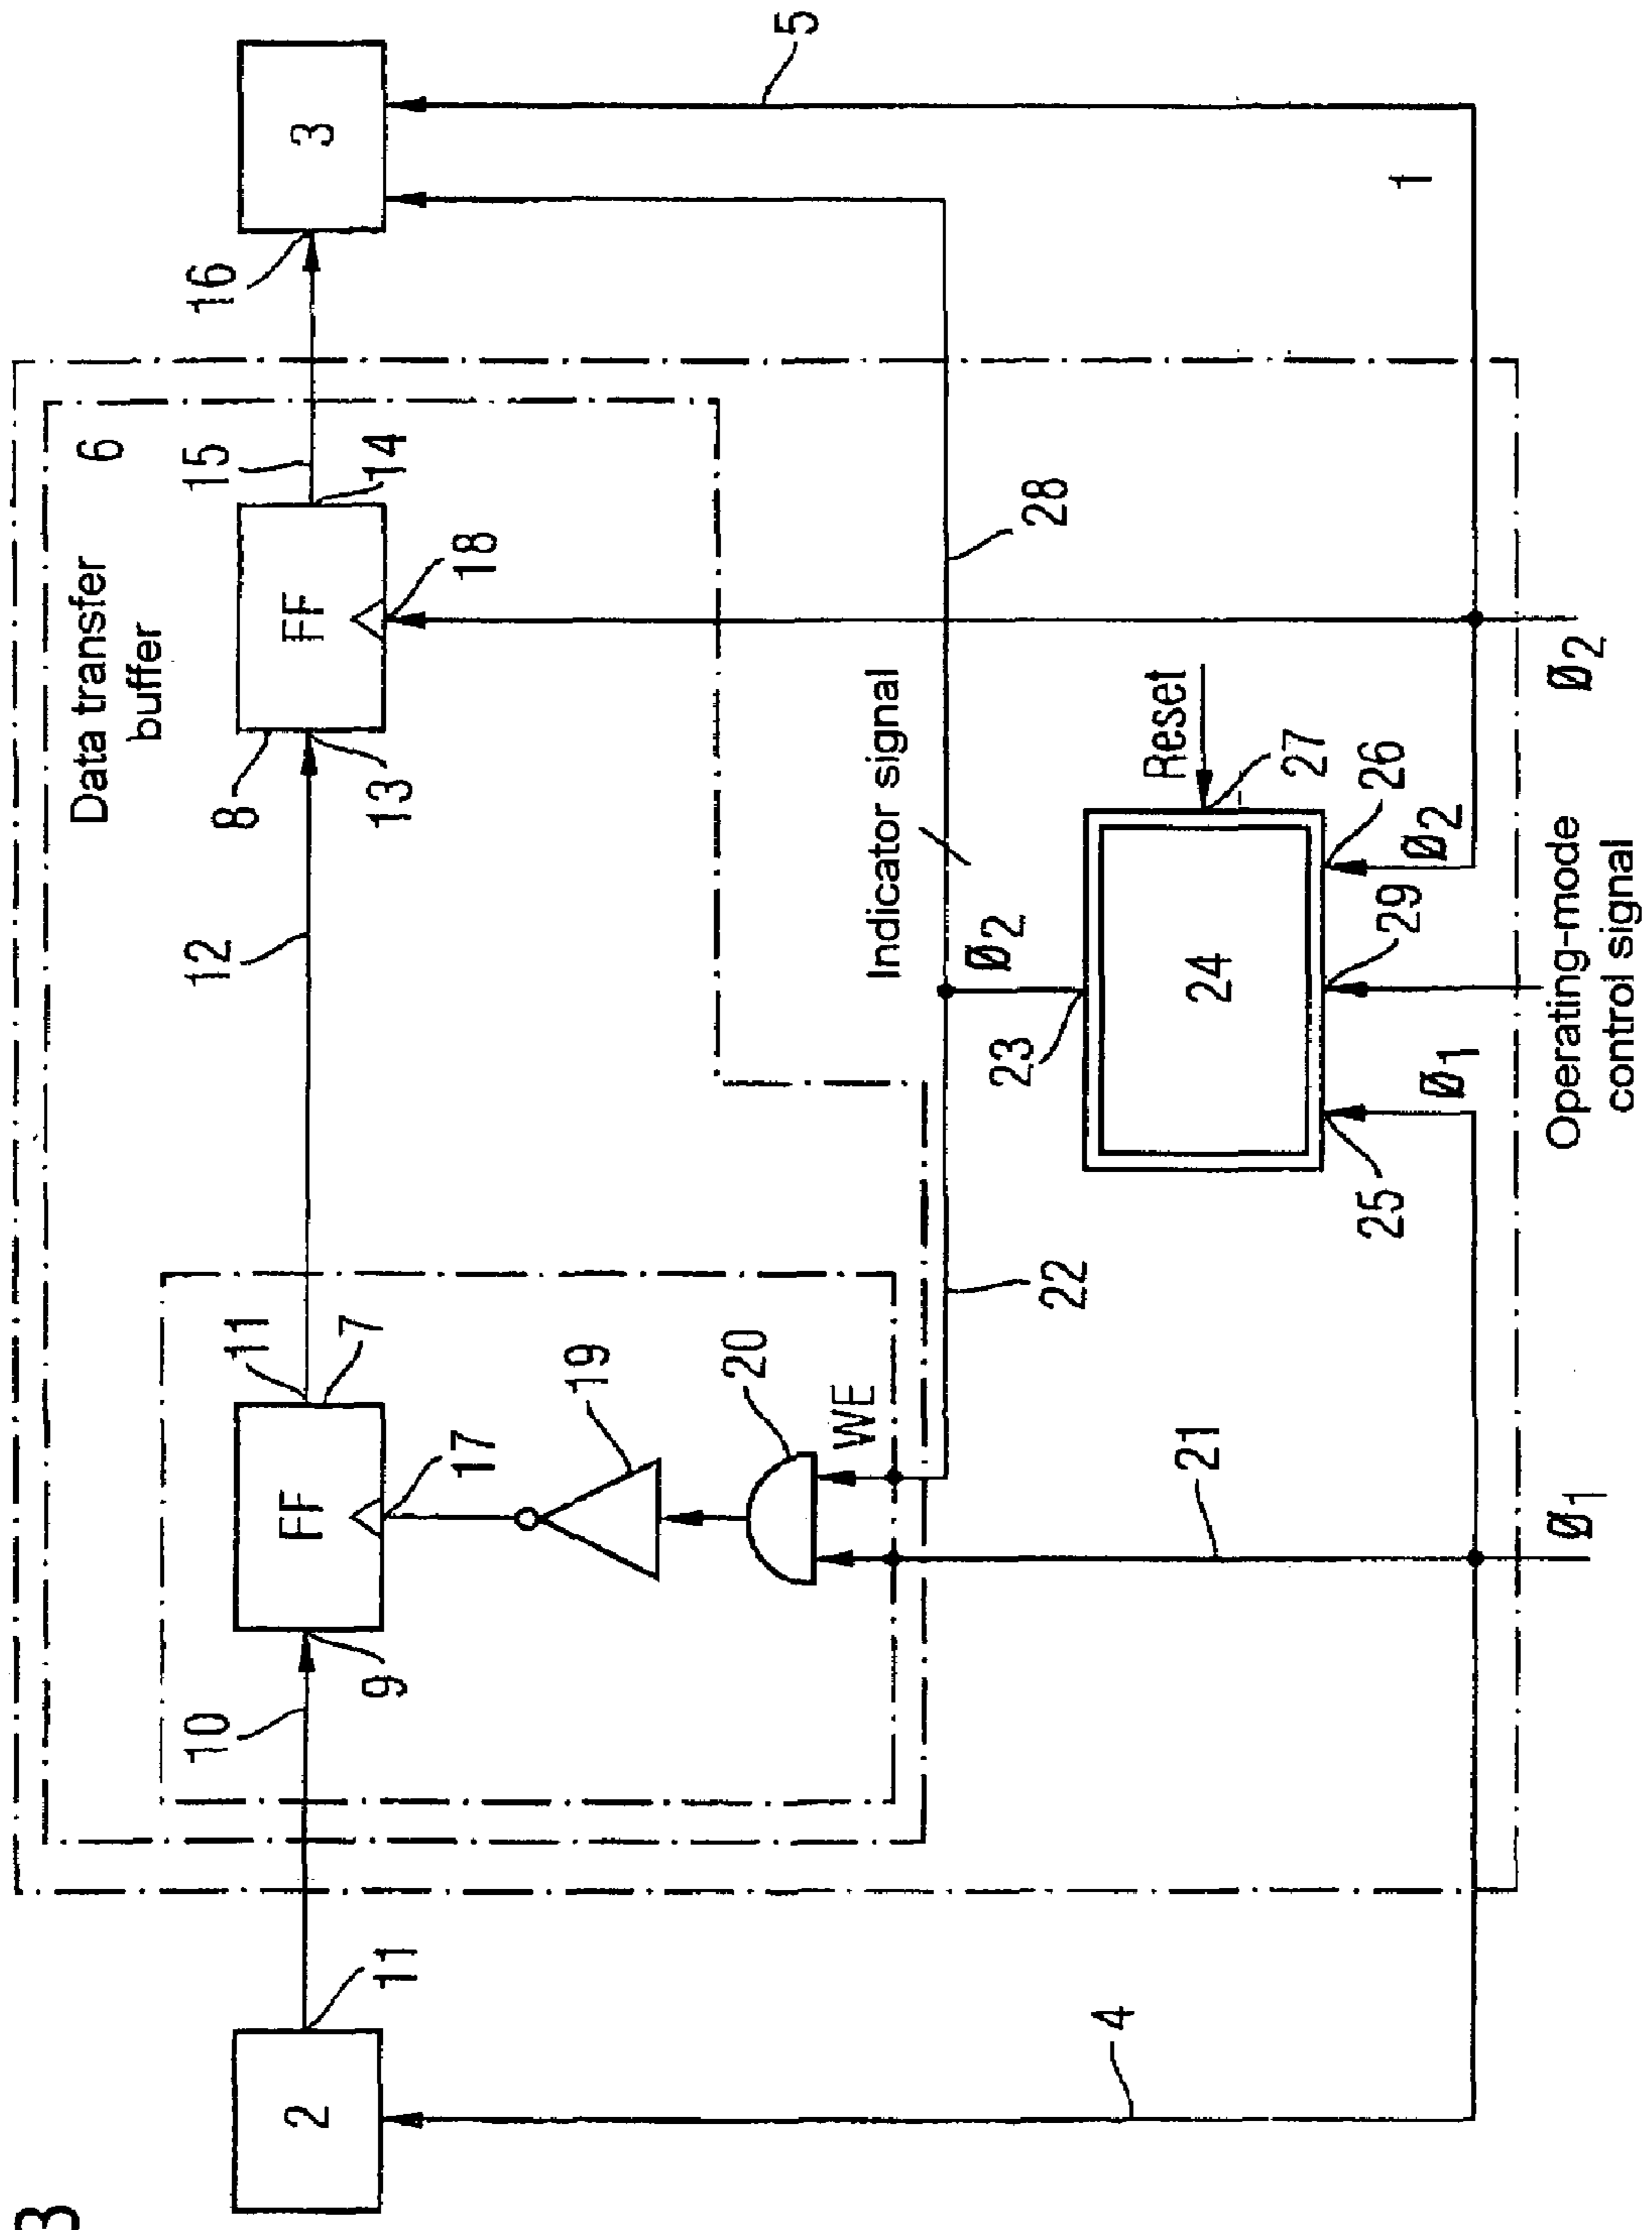 3
Data transfer
buffer
6
2
11
10
9
FF
11
7
17
19
20
WE
12
8
13
FF
18
14
15
16
3
5
4
21
22
Indicator signal
28
23
Ø2
24
Reset
27
25
Ø1
29
Ø2
26
1
Ø1
Operating-mode
control signal
Ø2